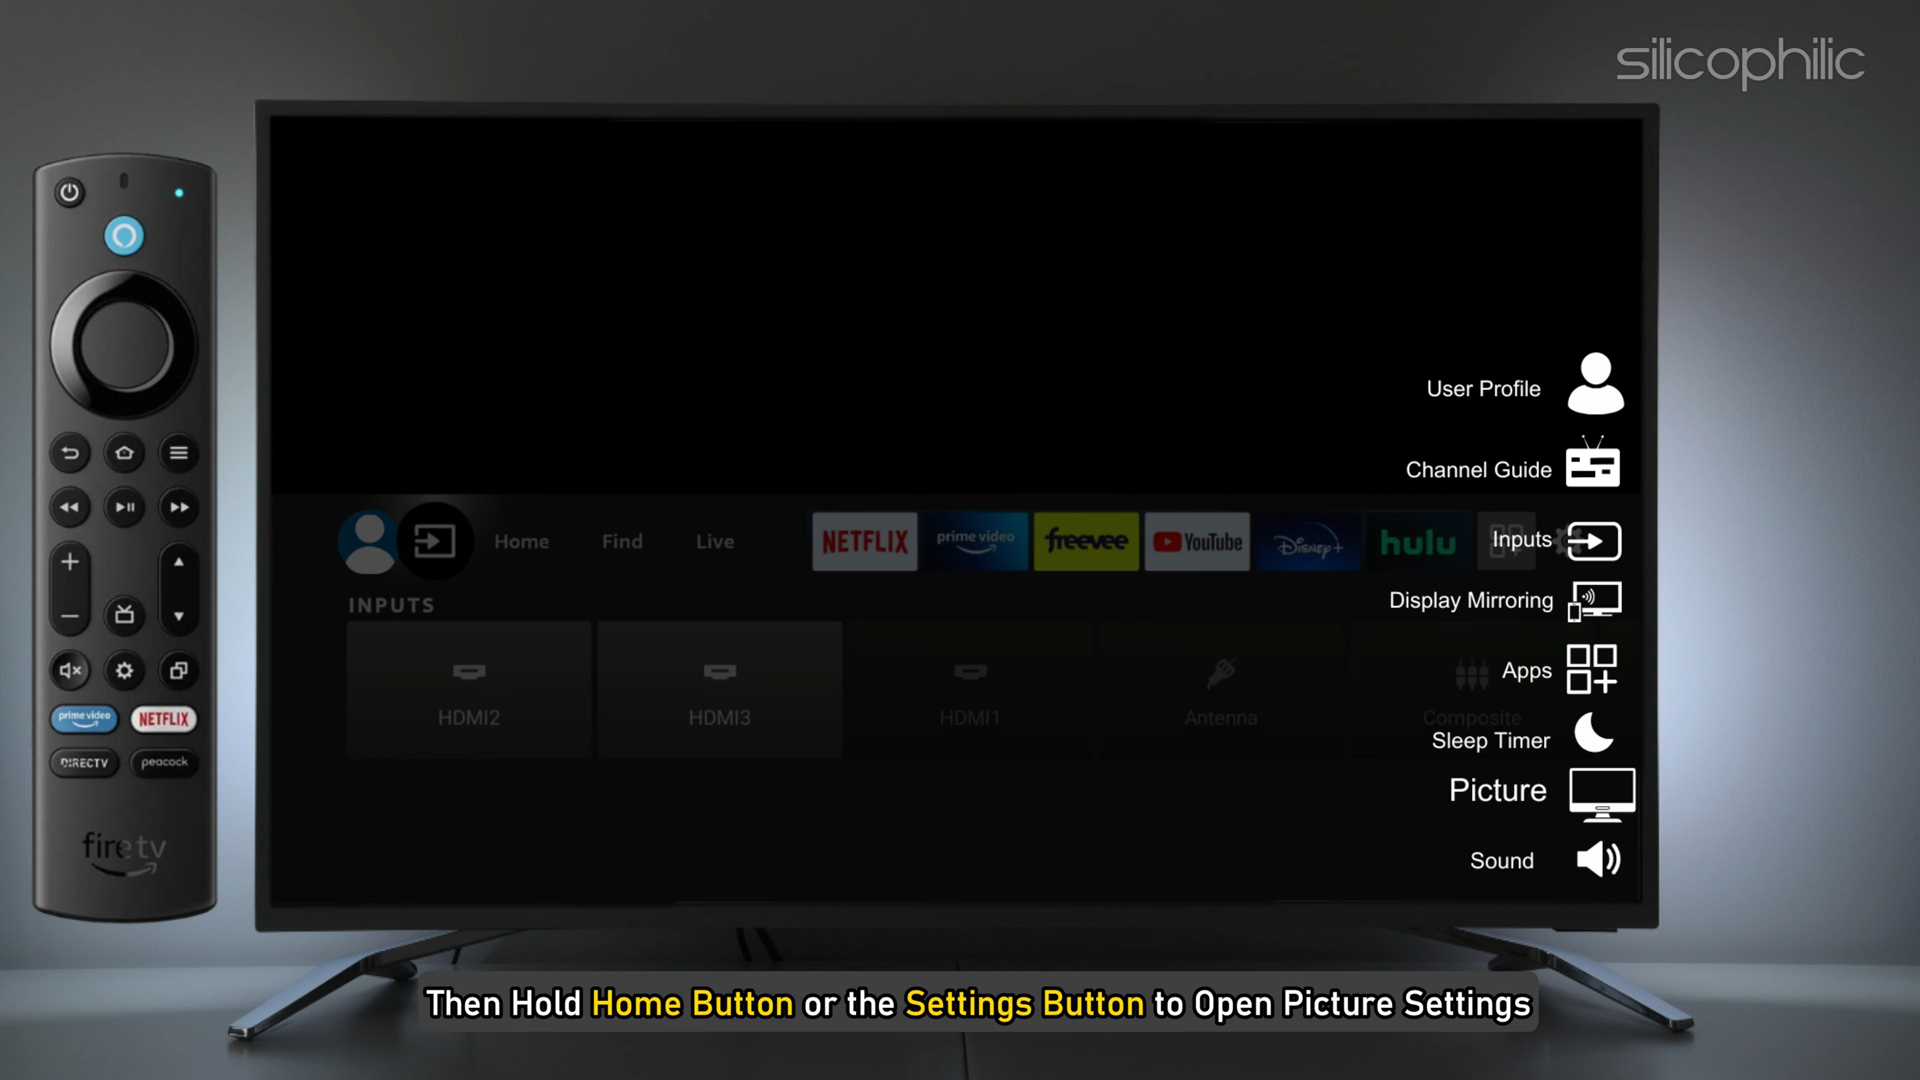 silicophilic
User Profile
Channel Guide
Home
Find
Live
NETFLIX
prime video
freevee
YouTube
Disney+
hulu
Inputs
INPUTS
Display Mirroring
Apps
HDMI2
HDMI3
HDMI1
Antenna
Composite
Sleep Timer
Picture
Sound
prime video
NETFLIX
DIRECTV
peacock
fire tv
Then Hold Home Button or the Settings Button to Open Picture Settings